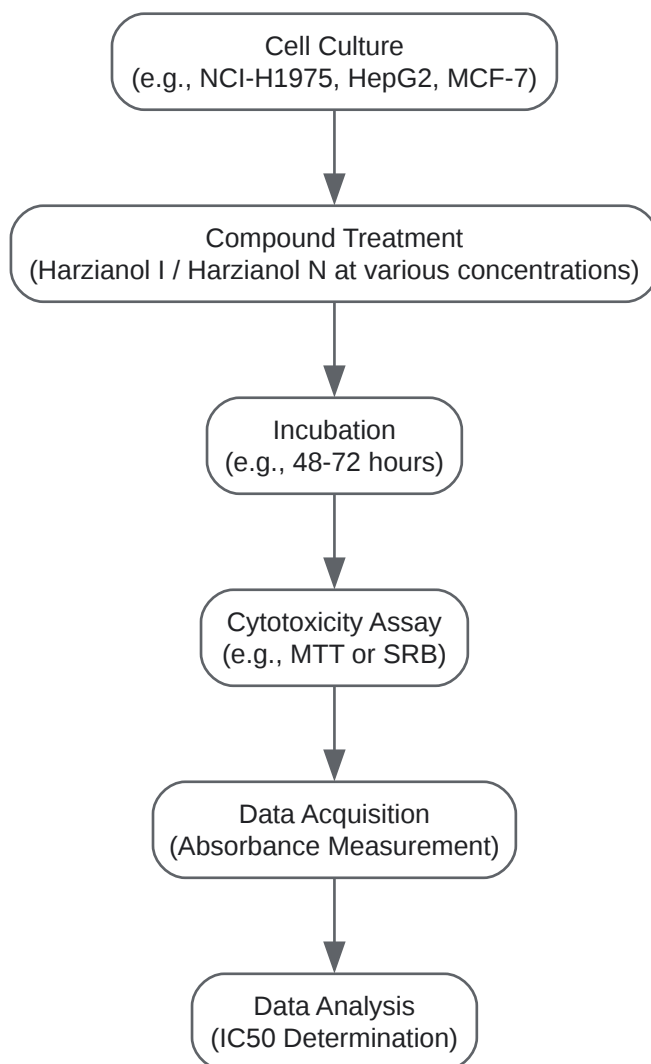 Cell Culture
(e.g., NCI-H1975, HepG2, MCF-7)
Compound Treatment
(Harzianol I / Harzianol N at various concentrations)
Incubation
(e.g., 48-72 hours)
Cytotoxicity Assay
(e.g., MTT or SRB)
Data Acquisition
(Absorbance Measurement)
Data Analysis
(IC50 Determination)